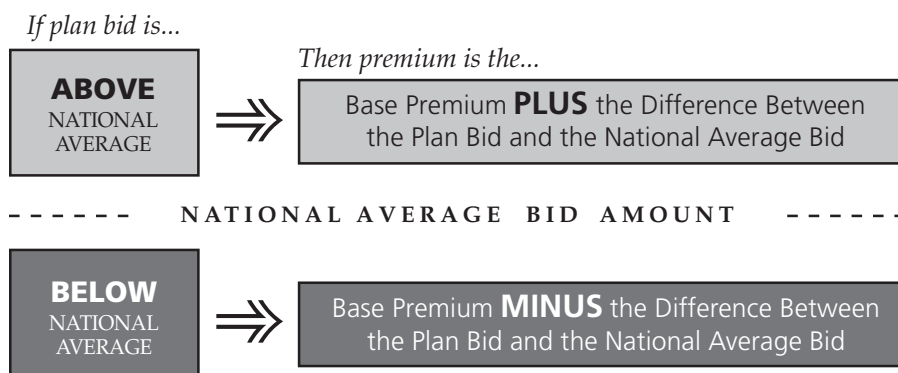 If plan bid is...
Then premium is the...
ABOVE
NATIONAL
AVERAGE
Base Premium PLUS the Difference Between
the Plan Bid and the National Average Bid
NATIONAL AVERAGE BID AMOUNT
BELOW
NATIONAL
AVERAGE
Base Premium MINUS the Difference Between
the Plan Bid and the National Average Bid